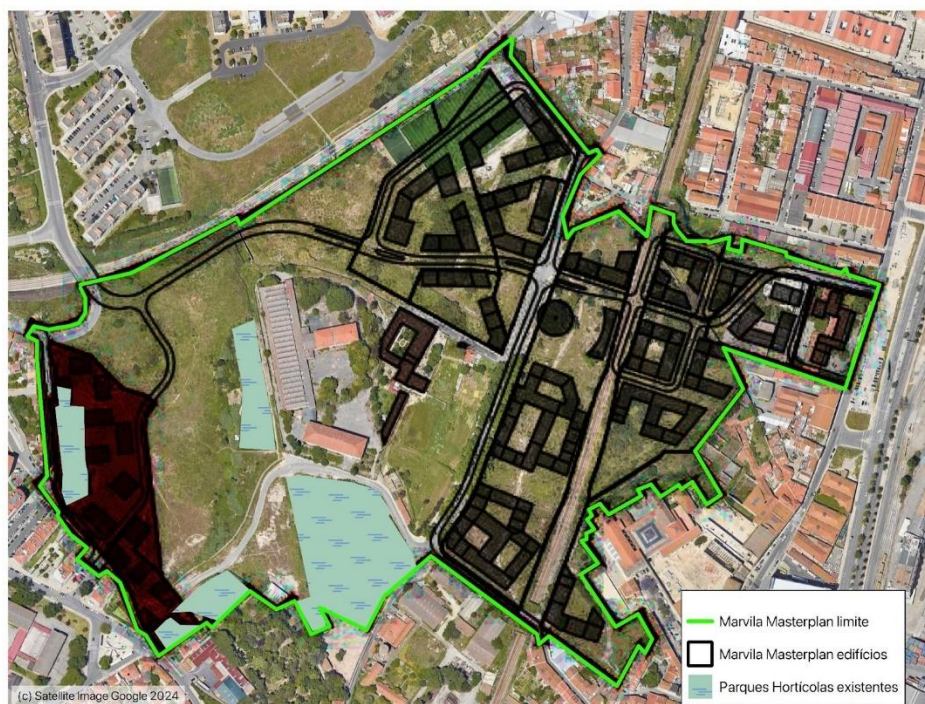 Marvila Masterplan limite
Marvila Masterplan edifícios
Parques Hortícolas existentes
(c) Satellite Image Google 2024